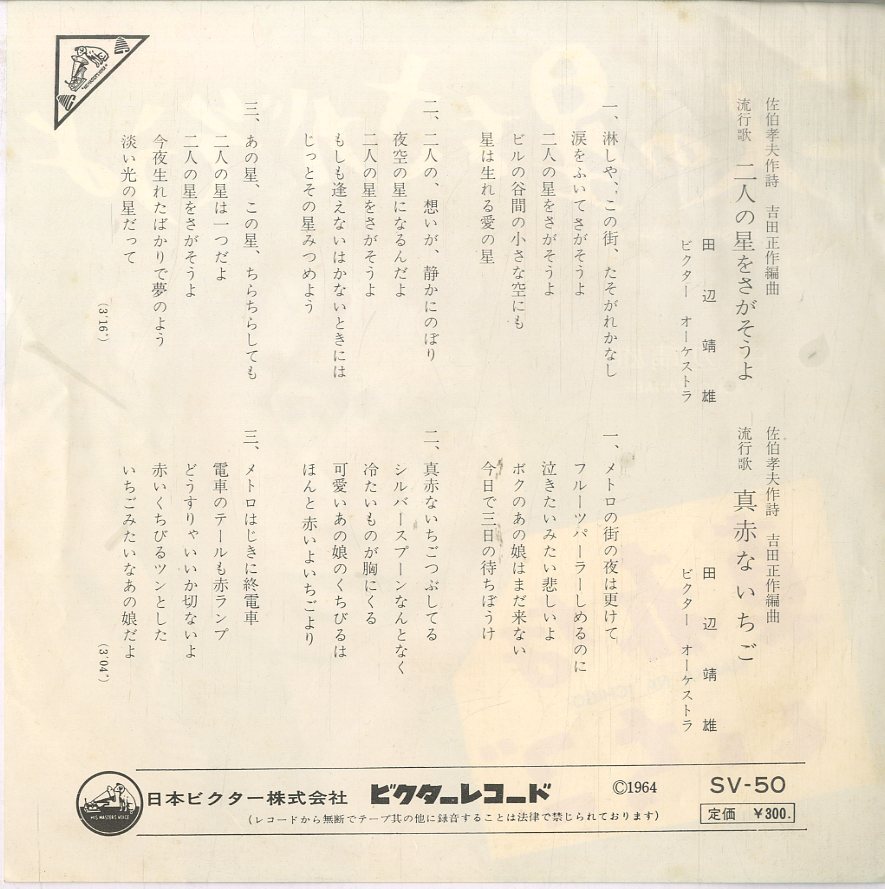 佐伯孝夫作詩　吉田正作編曲
流行歌　二人の星をさがそうよ
田辺靖雄
ビクター オーケストラ
一、淋しや、この街、たそがれかなし
涙をふいて さがそうよ
二人の星をさがそうよ
ビルの谷間の小さな空にも
星は生れる愛の星
二、二人の、想いが、静かにのぼり
夜空の星になるんだよ
二人の星をさがそうよ
もしも逢えないはかないときには
じっとその星みつめよう
三、あの星、この星、ちらちらしても
二人の星は一つだよ
二人の星をさがそうよ
今夜生れたばかりで夢のよう
淡い光の星だって
(3'16")
佐伯孝夫作詩　吉田正作編曲
流行歌　真赤ないちご
田辺靖雄
ビクター オーケストラ
一、メトロの街の夜は更けて
フルーツパーラーしめるのに
泣きたいみたい悲しいよ
ボクのあの娘はまだ来ない
今日で三日の待ちぼうけ
二、真赤ないちごつぶしてる
シルバースプーンなんとなく
冷たいものが胸にくる
可愛いあの娘のくちびるは
ほんと 赤いよいちごより
三、メトロはじきに終電車
電車のテールも赤ランプ
どうすりゃいいか切ないよ
赤いくちびるツンとした
いちごみたいなあの娘だよ
(3'04")
HIS MASTERS VOICE
日本ビクター株式会社　ビクターレコード　Ⓒ1964　SV-50
(レコードから無断でテープ其の他に録音することは法律で禁じられております)　定価 ¥300.